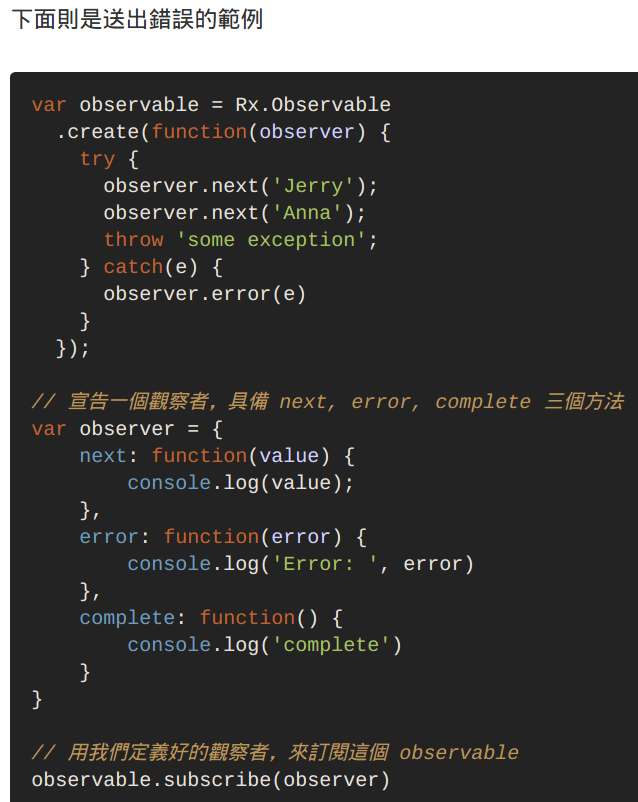 下面則是送出錯誤的範例
var observable = Rx.Observable
  .create(function(observer) {
    try {
      observer.next('Jerry');
      observer.next('Anna');
      throw 'some exception';
    } catch(e) {
      observer.error(e)
    }
  });

// 宣告一個觀察者，具備 next, error, complete 三個方法
var observer = {
    next: function(value) {
        console.log(value);
    },
    error: function(error) {
        console.log('Error: ', error)
    },
    complete: function() {
        console.log('complete')
    }
}

// 用我們定義好的觀察者，來訂閱這個 observable
observable.subscribe(observer)